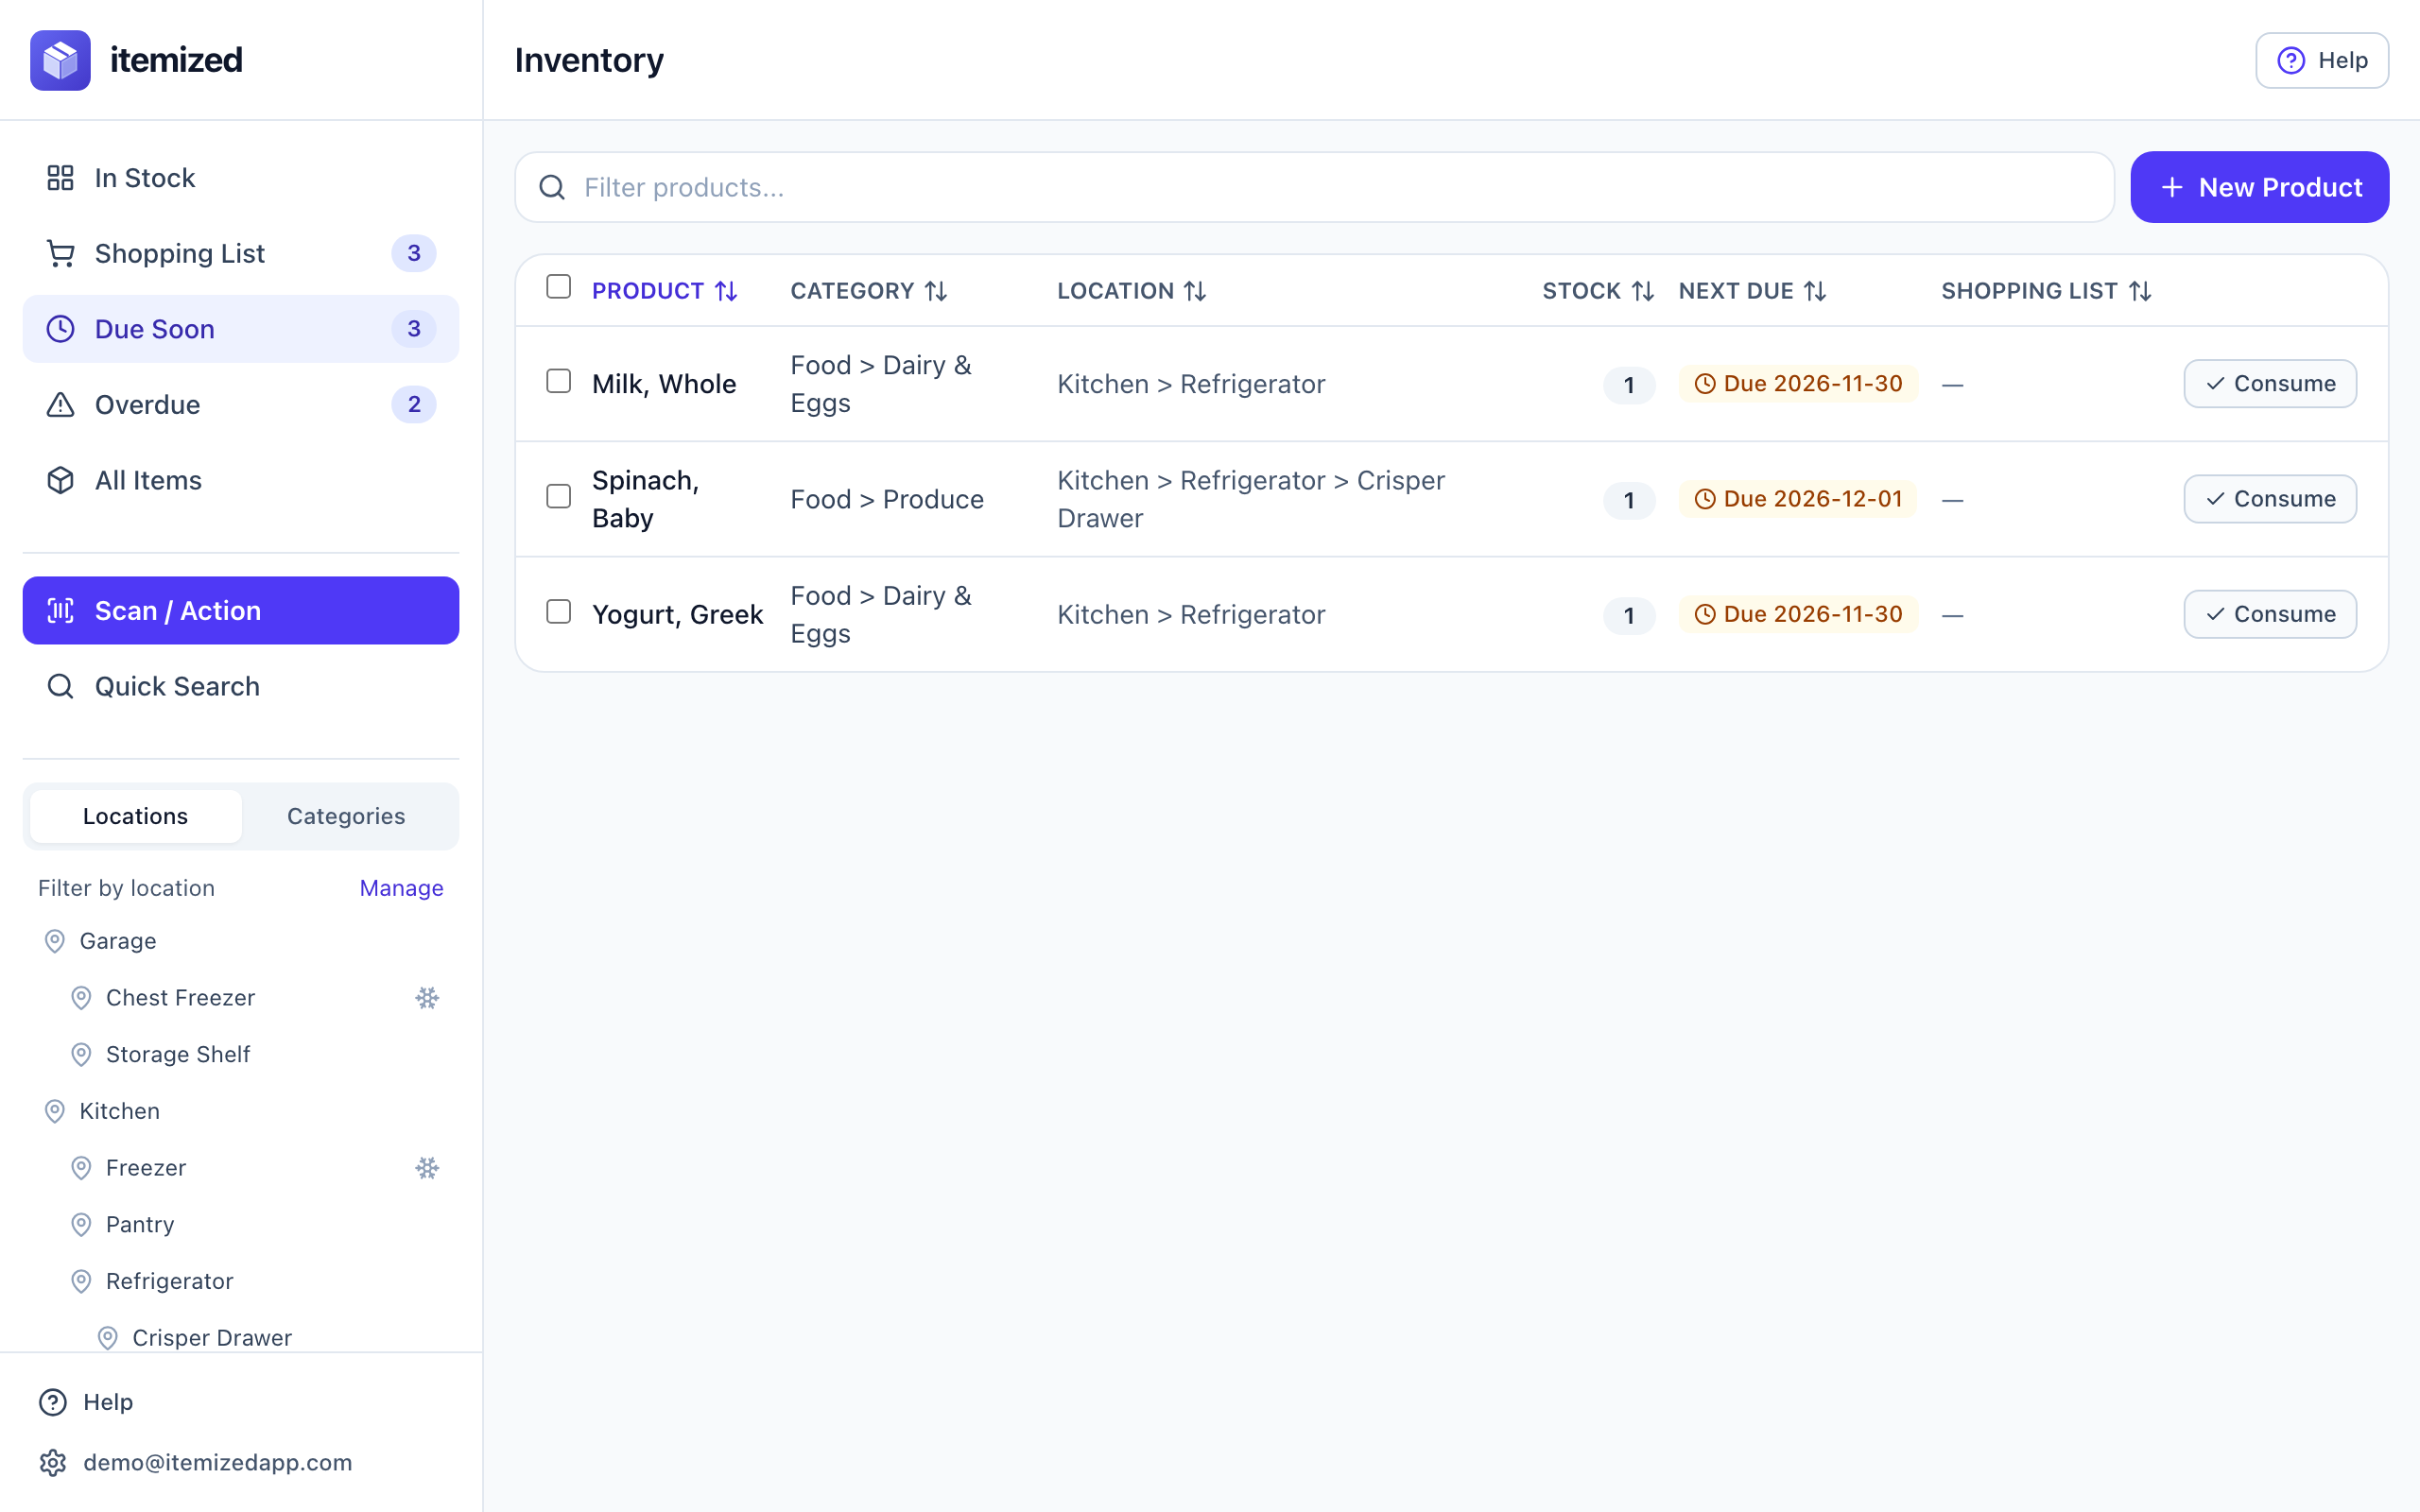 itemized
Inventory
Help
In Stock
Shopping List 3
Due Soon 3
Overdue 2
All Items
Scan / Action
Quick Search
Locations Categories
Filter by location Manage
Garage
Chest Freezer
Storage Shelf
Kitchen
Freezer
Pantry
Refrigerator
Crisper Drawer
Help
demo@itemizedapp.com
Filter products...
+ New Product
PRODUCT CATEGORY LOCATION STOCK NEXT DUE SHOPPING LIST
Milk, Whole Food > Dairy & Eggs Kitchen > Refrigerator 1 Due 2026-11-30 — Consume
Spinach, Baby Food > Produce Kitchen > Refrigerator > Crisper Drawer 1 Due 2026-12-01 — Consume
Yogurt, Greek Food > Dairy & Eggs Kitchen > Refrigerator 1 Due 2026-11-30 — Consume